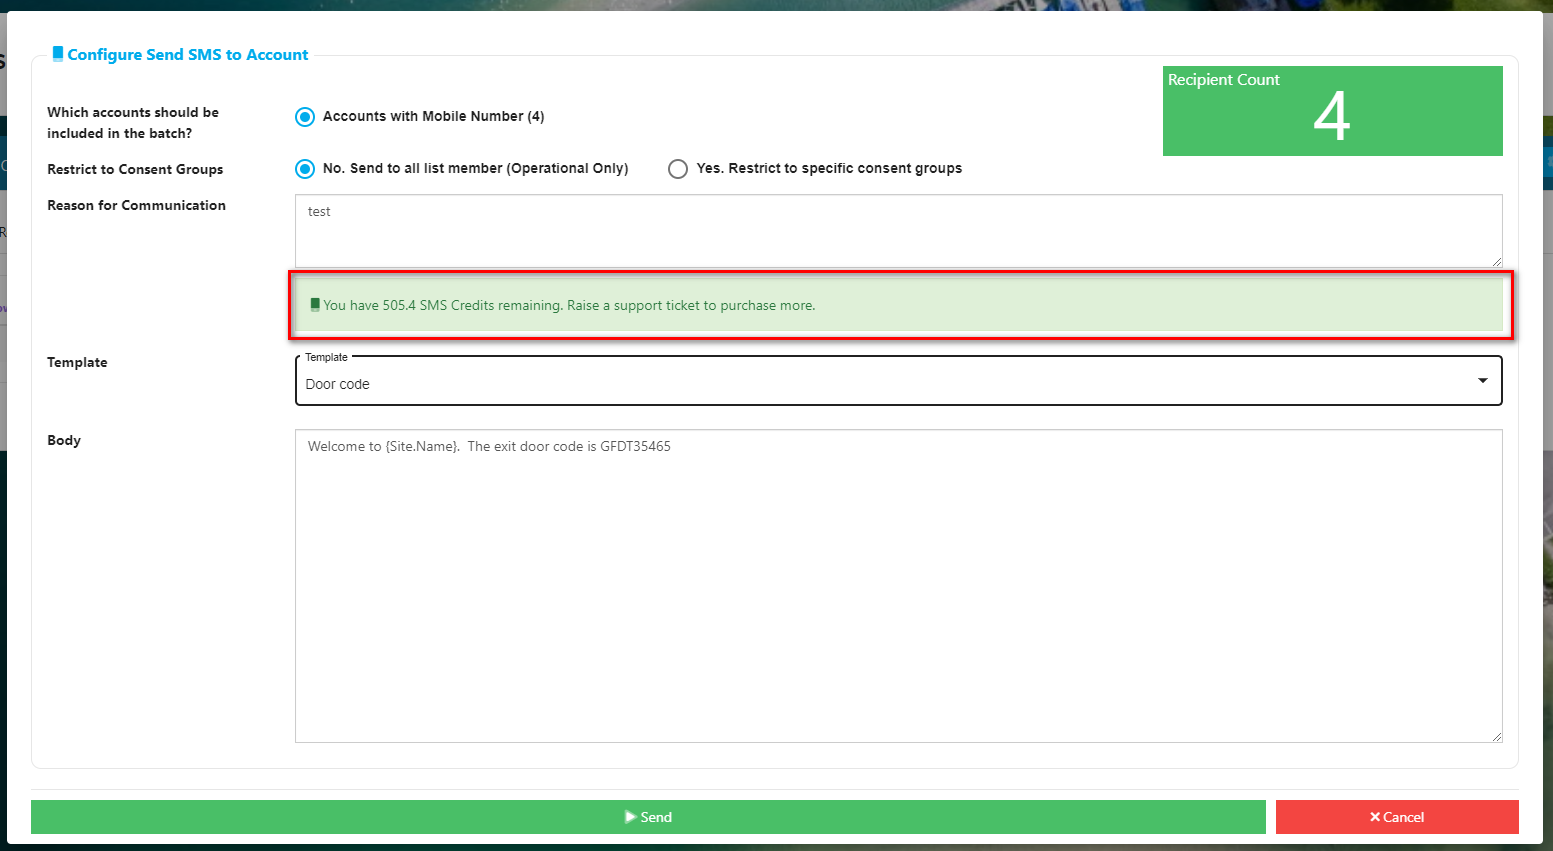 Configure Send SMS to Account
Recipient Count
4
Which accounts should be
included in the batch?
Accounts with Mobile Number (4)
Restrict to Consent Groups
No. Send to all list member (Operational Only)
Yes. Restrict to specific consent groups
Reason for Communication
test
You have 505.4 SMS Credits remaining. Raise a support ticket to purchase more.
Template
Template
Door code
Body
Welcome to {Site.Name}.  The exit door code is GFDT35465
Send
Cancel